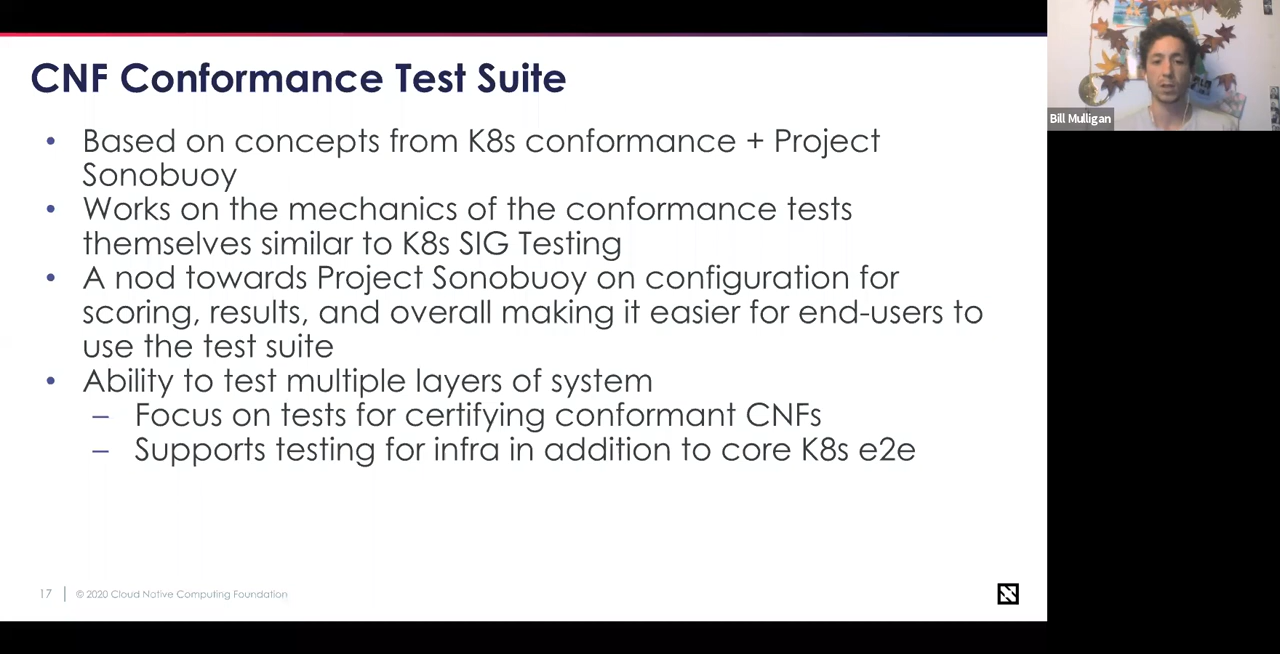 CNF Conformance Test Suite
• Based on concepts from K8s conformance + Project
Sonobuoy
• Works on the mechanics of the conformance tests
themselves similar to K8s SIG Testing
• A nod towards Project Sonobuoy on configuration for
scoring, results, and overall making it easier for end-users to
use the test suite
• Ability to test multiple layers of system
– Focus on tests for certifying conformant CNFs
– Supports testing for infra in addition to core K8s e2e
17 | © 2020 Cloud Native Computing Foundation
Bill Mulligan